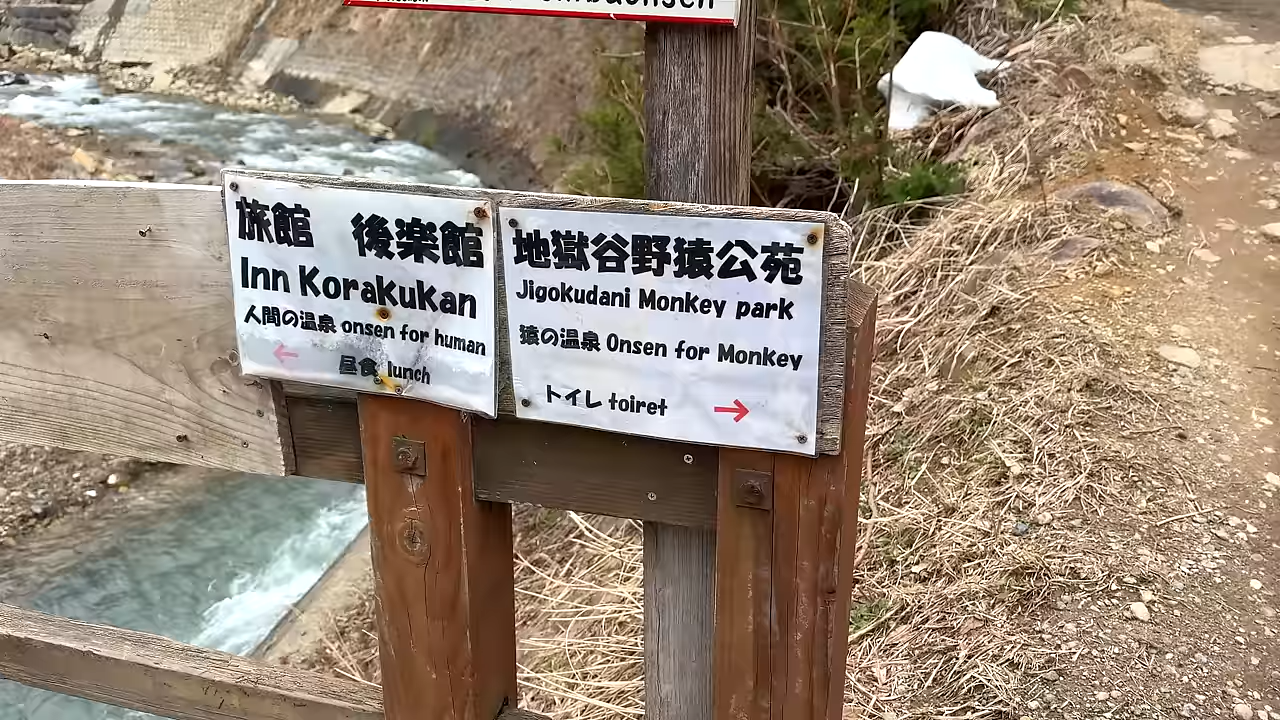 旅館　後楽館
Inn Korakukan
人間の温泉 onsen for human
← 昼食 lunch
地獄谷野猿公苑
Jigokudani Monkey park
猿の温泉 Onsen for Monkey
トイレ toiret →